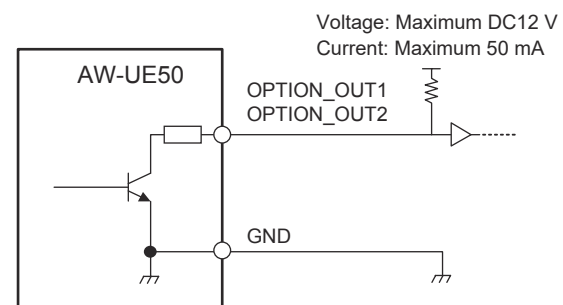 Voltage: Maximum DC12 V
Current: Maximum 50 mA
AW-UE50
OPTION_OUT1
OPTION_OUT2
GND